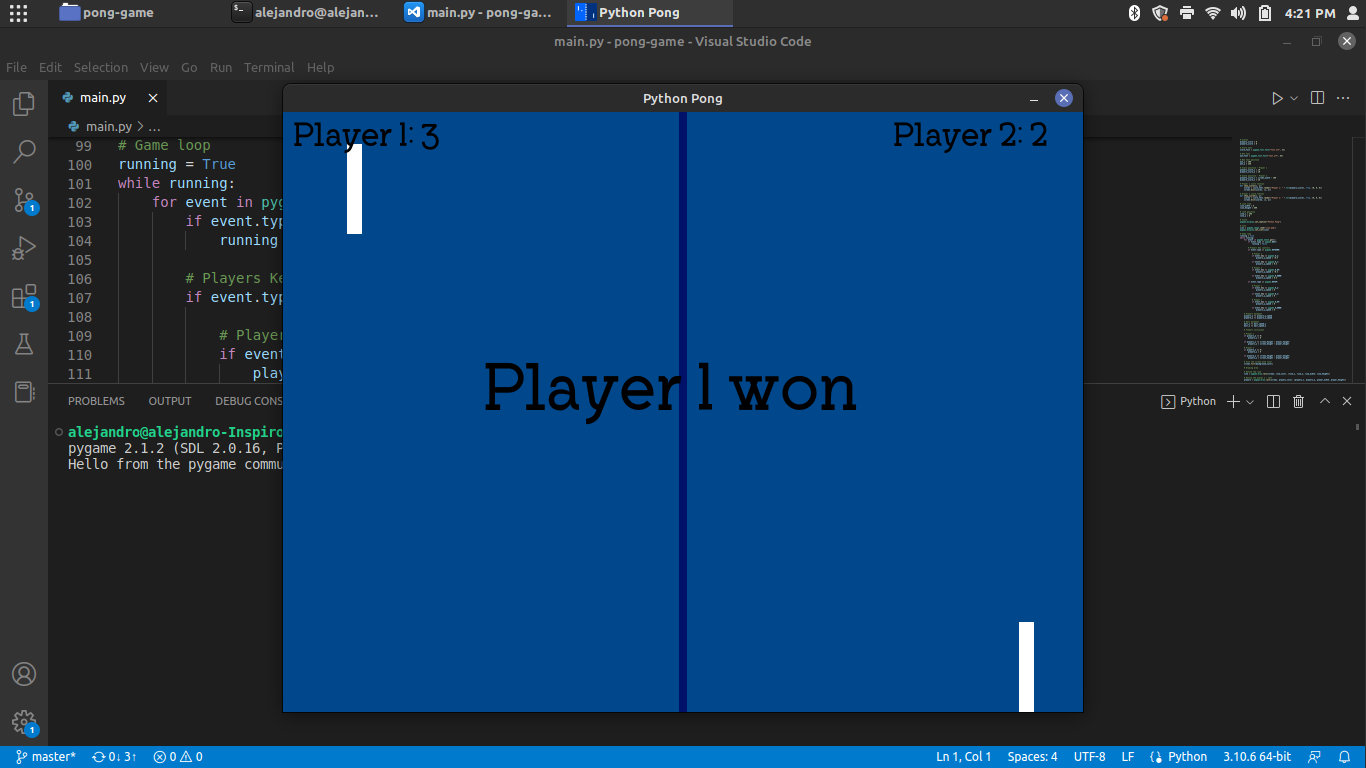 pong-game
alejandro@alejan...
main.py - pong-ga...
Python Pong
4:21 PM
main.py - pong-game - Visual Studio Code
File Edit Selection View Go Run Terminal Help
main.py
main.py > ...
Python Pong
Player 1: 3
Player 2: 2
Player 1 won
99 # Game loop
100 running = True
101 while running:
102 for event in pyg
103 if event.typ
104 running
105
106 # Players Ke
107 if event.typ
108
109 # Player
110 if event
111 play
PROBLEMS OUTPUT DEBUG CONS
Python
alejandro@alejandro-Inspiro
pygame 2.1.2 (SDL 2.0.16, P
Hello from the pygame commu
1
1
1
master* 0↓ 3↑ 0 0
Ln 1, Col 1 Spaces: 4 UTF-8 LF Python 3.10.6 64-bit